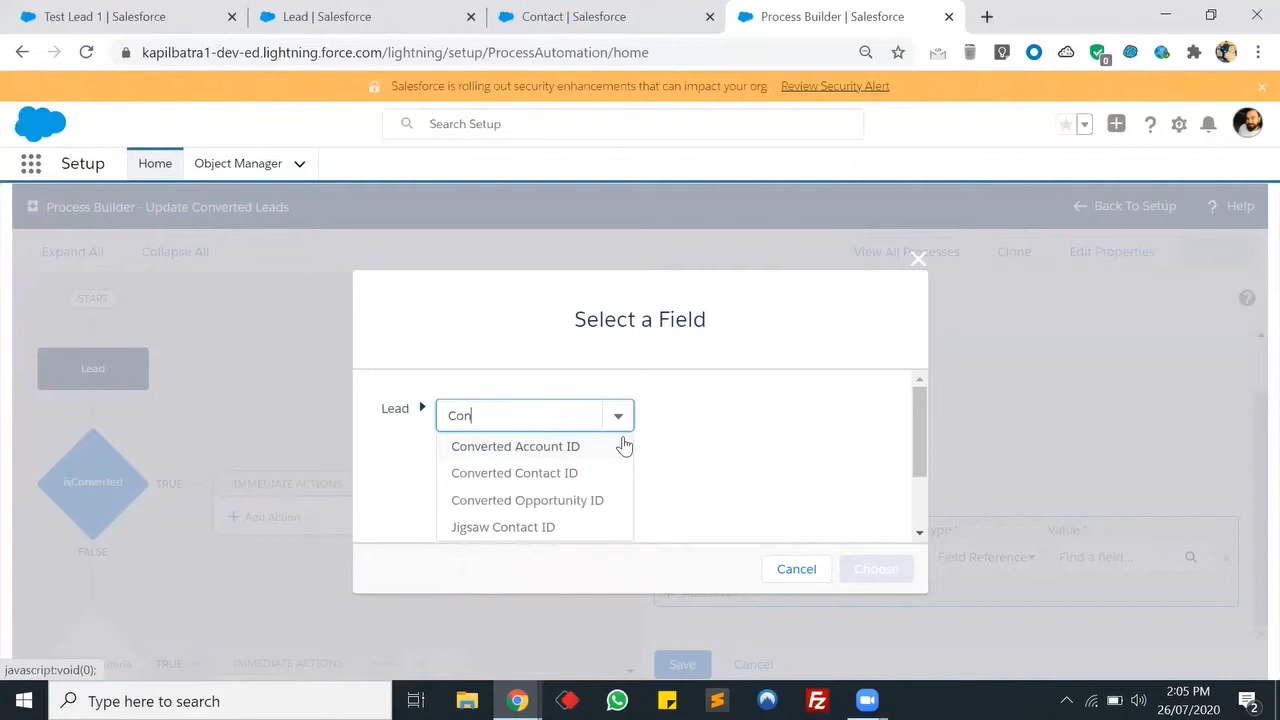 Test Lead 1 | Salesforce
Lead | Salesforce
Contact | Salesforce
Process Builder | Salesforce
kapilbatra1-dev-ed.lightning.force.com/lightning/setup/ProcessAutomation/home
0
Salesforce is rolling out security enhancements that can impact your org. Review Security Alert
Search Setup
Setup
Home
Object Manager
Process Builder - Update Converted Leads
Back To Setup
Help
Expand All
Collapse All
View All Processes
Clone
Edit Properties
START
Select a Field
Lead
Lead
Con
Converted Account ID
Converted Contact ID
Converted Opportunity ID
Jigsaw Contact ID
isConverted
TRUE
IMMEDIATE ACTIONS
Add Action
FALSE
Value *
Field Reference
Find a field...
Cancel
Choose
javascript:void(0);
TRUE
IMMEDIATE ACTIONS
Save
Cancel
Type here to search
2:05 PM
26/07/2020
2